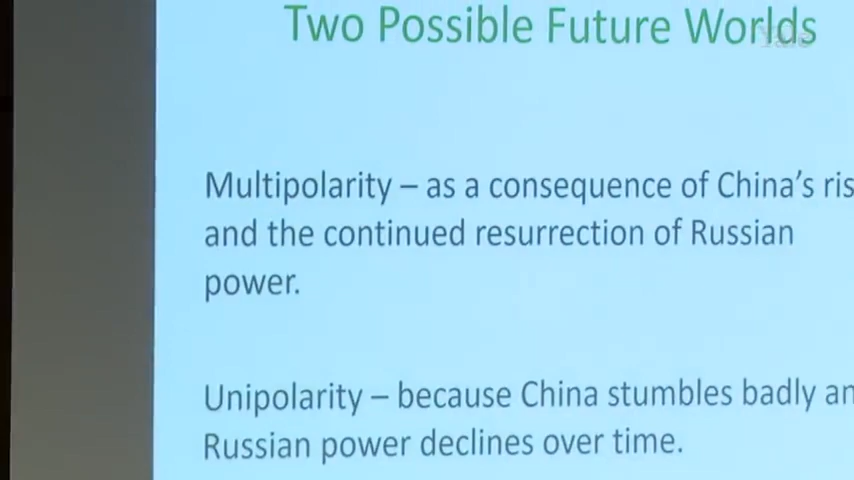 Two Possible Future Worlds
Yale
Multipolarity – as a consequence of China's ris
and the continued resurrection of Russian
power.
Unipolarity – because China stumbles badly an
Russian power declines over time.